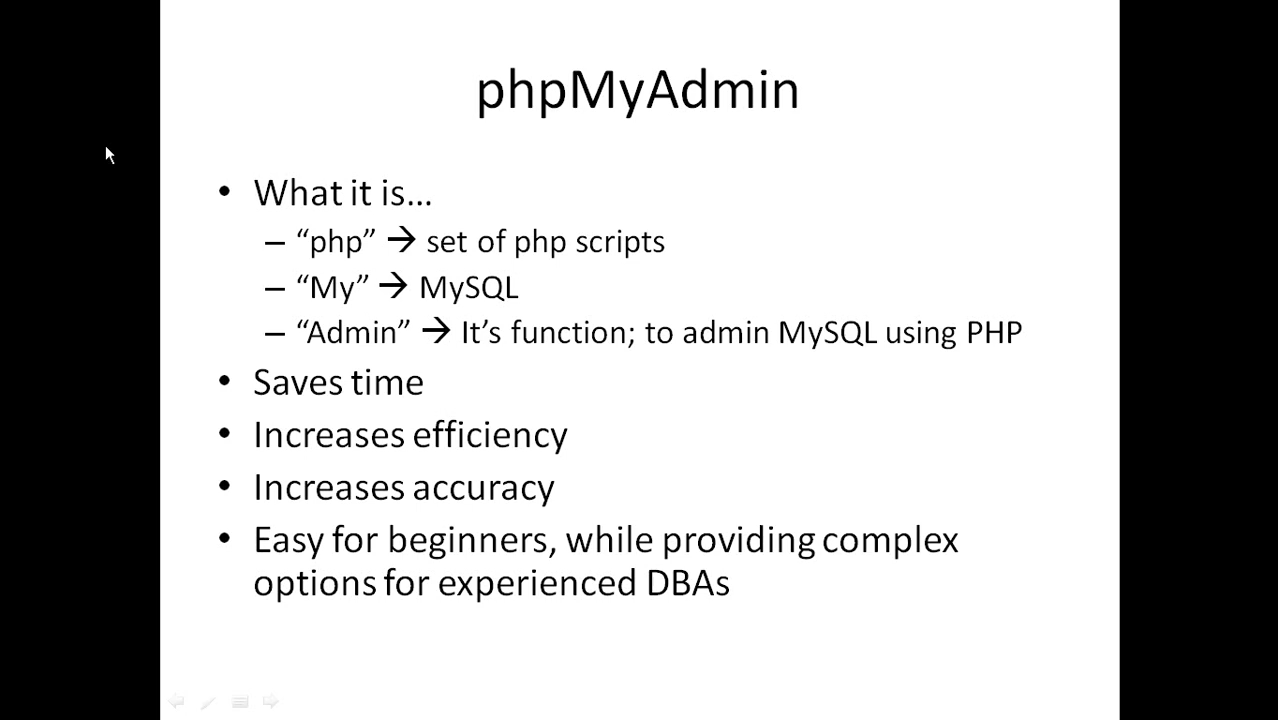 phpMyAdmin
• What it is…
– “php” → set of php scripts
– “My” → MySQL
– “Admin” → It’s function; to admin MySQL using PHP
• Saves time
• Increases efficiency
• Increases accuracy
• Easy for beginners, while providing complex
options for experienced DBAs